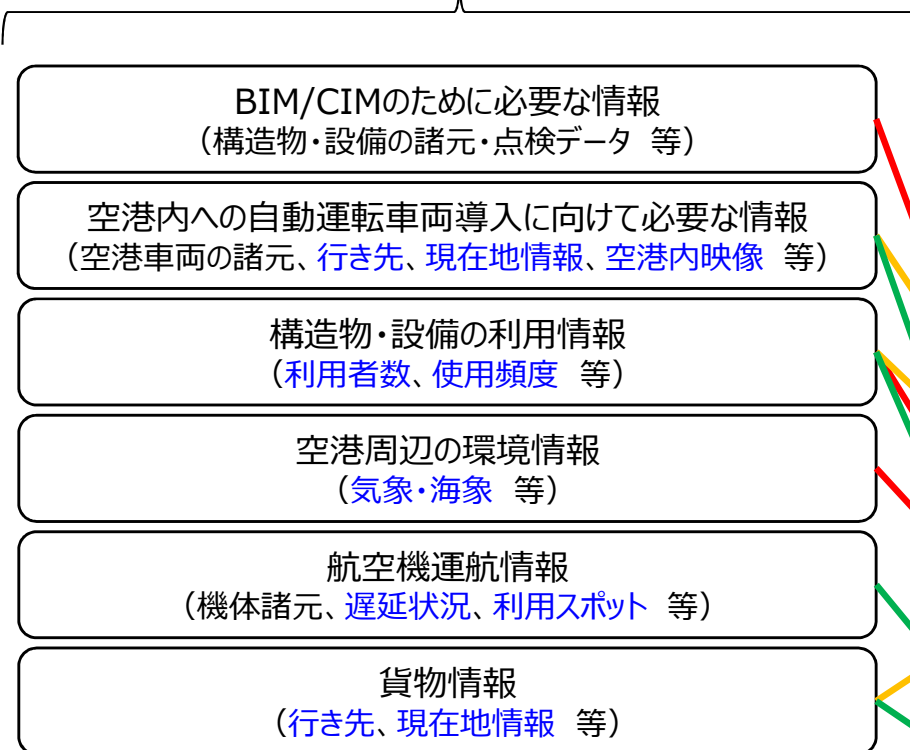 BIM/CIMのために必要な情報
（構造物・設備の諸元・点検データ 等）
空港内への自動運転車両導入に向けて必要な情報
（空港車両の諸元、行き先、現在地情報、空港内映像 等）
構造物・設備の利用情報
（利用者数、使用頻度 等）
空港周辺の環境情報
（気象・海象 等）
航空機運航情報
（機体諸元、遅延状況、利用スポット 等）
貨物情報
（行き先、現在地情報 等）